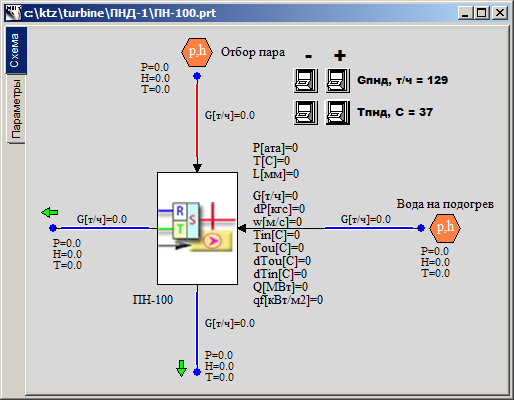 c:\ktz\turbine\ПНД-1\ПН-100.prt
Схема
Параметры
p,h
Отбор пара
- +
P=0.0
H=0.0
T=0.0
Gпнд, т/ч = 129
Tпнд, C = 37
G[т/ч]=0.0
P[ата]=0
T[C]=0
L[мм]=0
G[т/ч]=0
dP[кгс]=0
w[м/с]=0
Tin[C]=0
Tou[C]=0
dTou[C]=0
dTin[C]=0
Q[МВт]=0
qf[кВт/м2]=0
R
S
T
G[т/ч]=0.0
P=0.0
H=0.0
T=0.0
Вода на подогрев
G[т/ч]=0.0
p,h
P=0.0
H=0.0
T=0.0
ПН-100
G[т/ч]=0.0
P=0.0
H=0.0
T=0.0